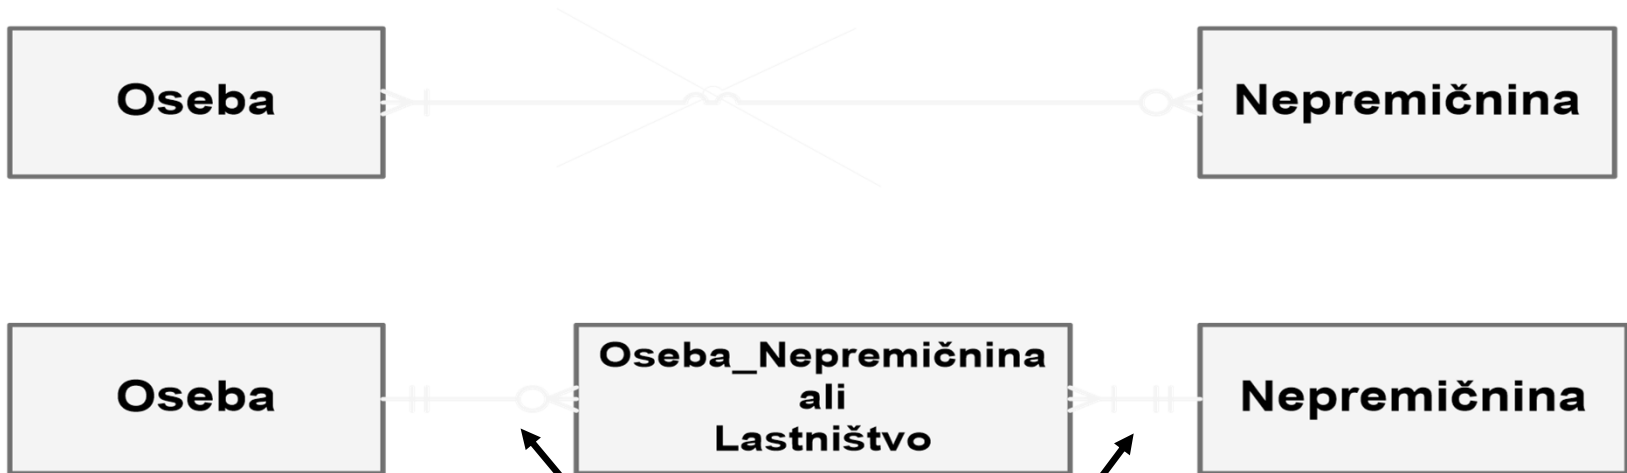 Oseba
Nepremičnina
Oseba
Oseba_Nepremičnina
ali
Lastništvo
Nepremičnina